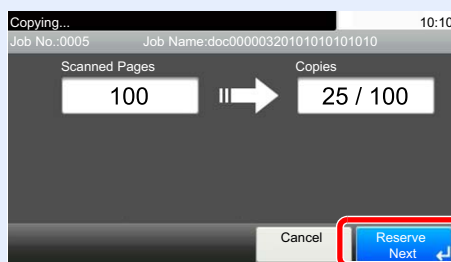 Copying... 10:10
Job No.:0005 Job Name:doc00000320101010101010
Scanned Pages Copies
100 25 / 100
Cancel Reserve
Next